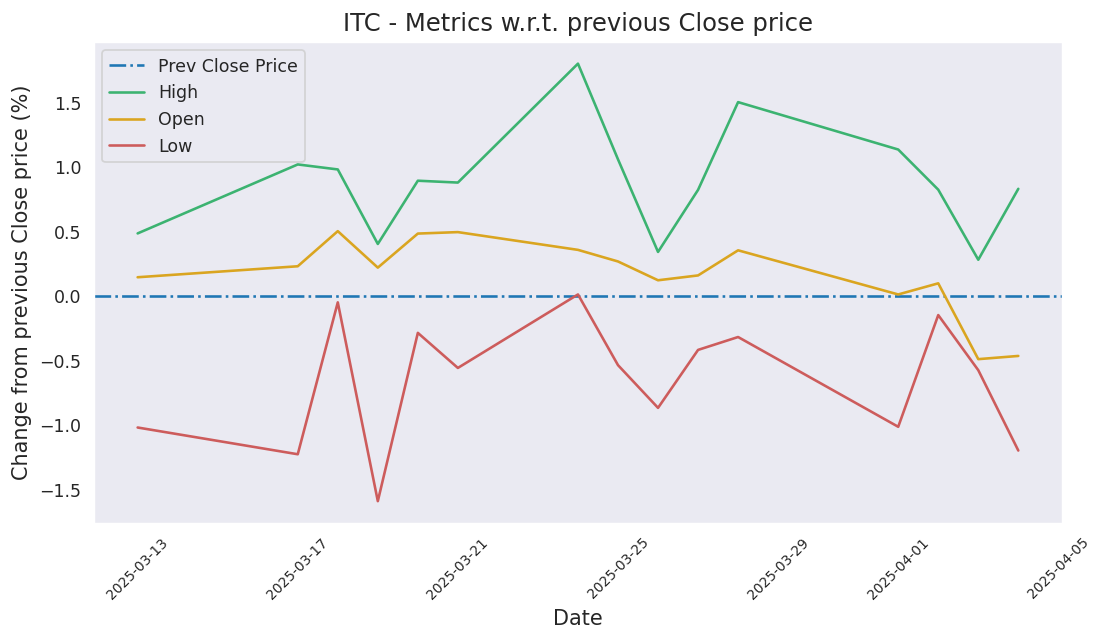 ITC - Metrics w.r.t. previous Close price
Prev Close Price
High
Open
Low
Change from previous Close price (%)
1.5
1.0
0.5
0.0
−0.5
−1.0
−1.5
2025-03-13
2025-03-17
2025-03-21
2025-03-25
2025-03-29
2025-04-01
2025-04-05
Date